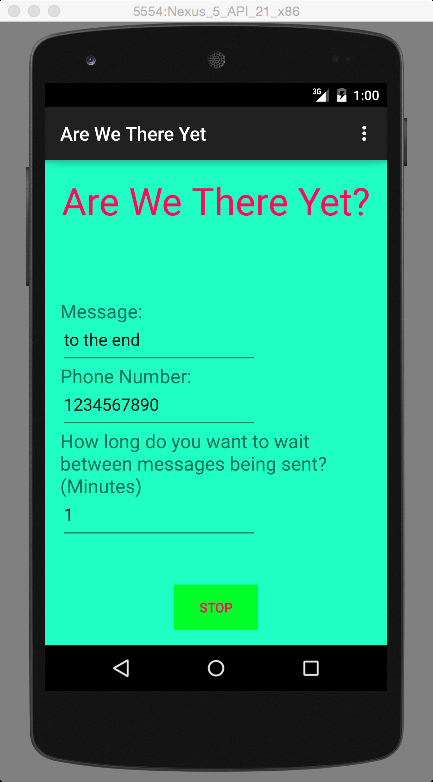 5554:Nexus_5_API_21_x86
3G 1:00
Are We There Yet
Are We There Yet?
Message:
to the end
Phone Number:
1234567890
How long do you want to wait
between messages being sent?
(Minutes)
1
STOP